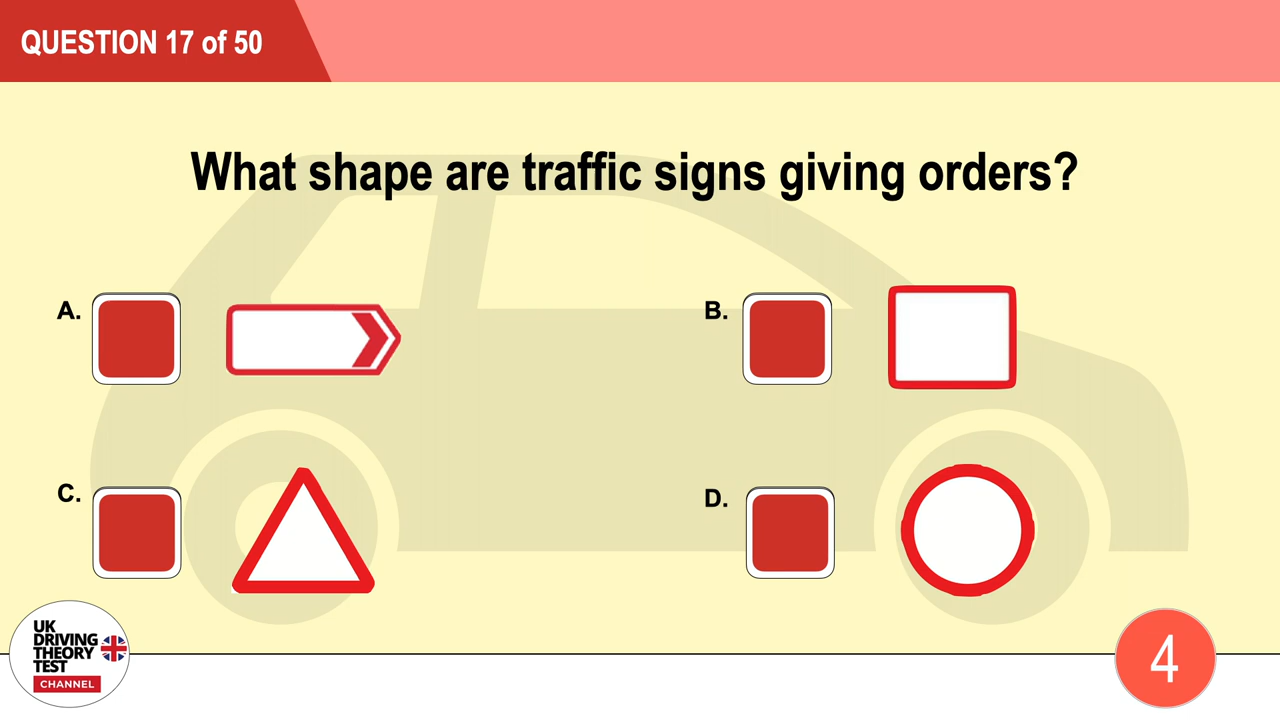 QUESTION 17 of 50
What shape are traffic signs giving orders?
A.
B.
C.
D.
UK
DRIVING
THEORY
TEST
CHANNEL
4